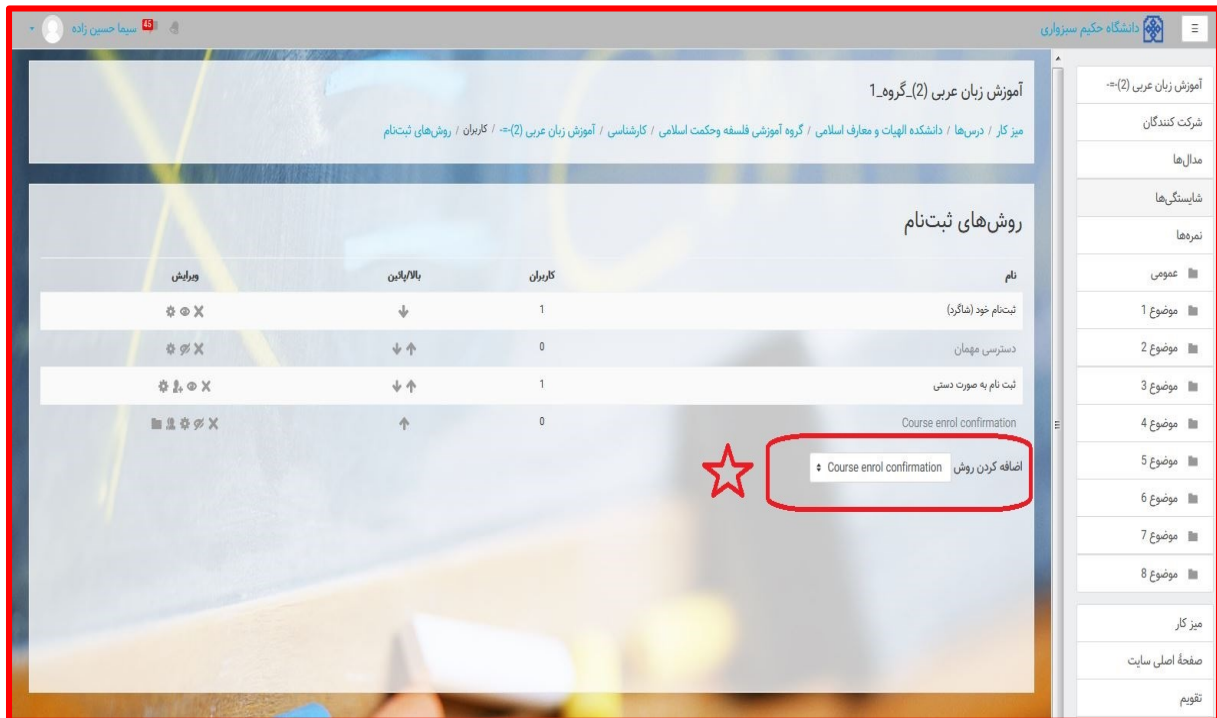 دانشگاه حکیم سبزواری
45 سیما حسین زاده
آموزش زبان عربی (2)-=-
شرکت کنندگان
مدال‌ها
شایستگی‌ها
نمره‌ها
عمومی
موضوع 1
موضوع 2
موضوع 3
موضوع 4
موضوع 5
موضوع 6
موضوع 7
موضوع 8
میز کار
صفحهٔ اصلی سایت
تقویم
آموزش زبان عربی (2)_گروه_1
میز کار / درس‌ها / دانشکده الهیات و معارف اسلامی / گروه آموزشی فلسفه وحکمت اسلامی / کارشناسی / آموزش زبان عربی (2)-=- / کاربران / روش‌های ثبت‌نام
روش‌های ثبت‌نام
نام کاربران بالا/پائین ویرایش
ثبت‌نام خود (شاگرد) 1
دسترسی مهمان 0
ثبت نام به صورت دستی 1
Course enrol confirmation 0
اضافه کردن روش Course enrol confirmation